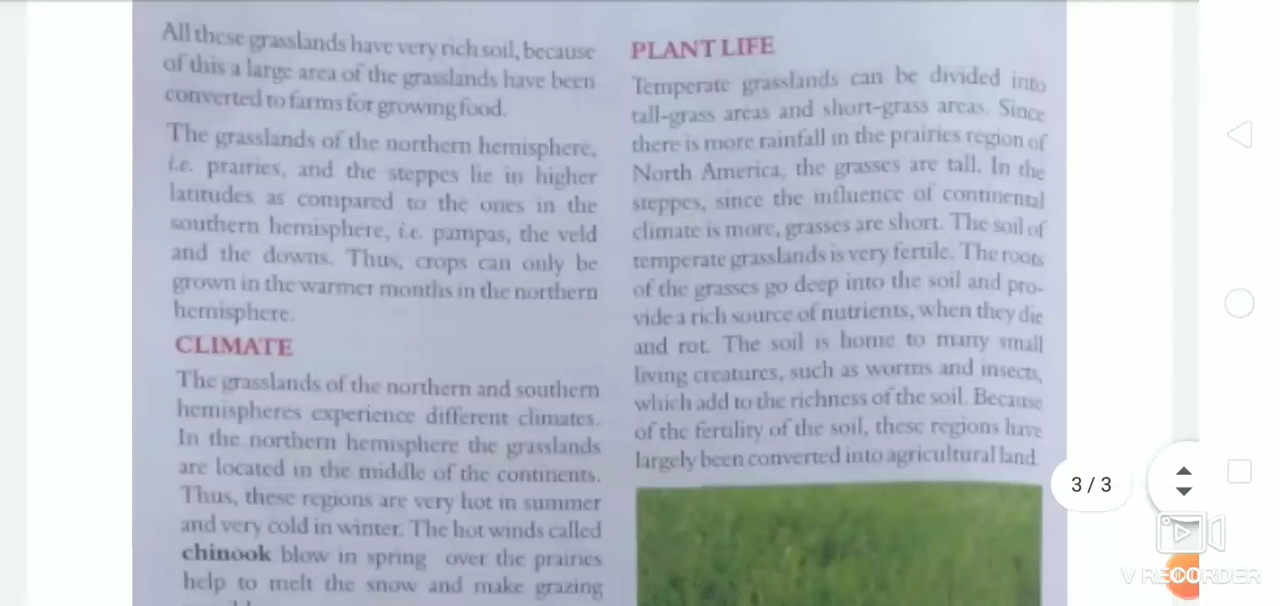 All these grasslands have very rich soil, because
of this a large area of the grasslands have been
converted to farms for growing food.
The grasslands of the northern hemisphere,
i.e. prairies, and the steppes lie in higher
latitudes as compared to the ones in the
southern hemisphere, i.e. pampas, the veld
and the downs. Thus, crops can only be
grown in the warmer months in the northern
hemisphere.
CLIMATE
The grasslands of the northern and southern
hemispheres experience different climates.
In the northern hemisphere the grasslands
are located in the middle of the continents.
Thus, these regions are very hot in summer
and very cold in winter. The hot winds called
chinook blow in spring over the prairies
help to melt the snow and make grazing
PLANT LIFE
Temperate grasslands can be divided into
tall-grass areas and short-grass areas. Since
there is more rainfall in the prairies region of
North America, the grasses are tall. In the
steppes, since the influence of continental
climate is more, grasses are short. The soil of
temperate grasslands is very fertile. The roots
of the grasses go deep into the soil and pro-
vide a rich source of nutrients, when they die
and rot. The soil is home to many small
living creatures, such as worms and insects,
which add to the richness of the soil. Because
of the fertility of the soil, these regions have
largely been converted into agricultural land.
3 / 3
V RECORDER